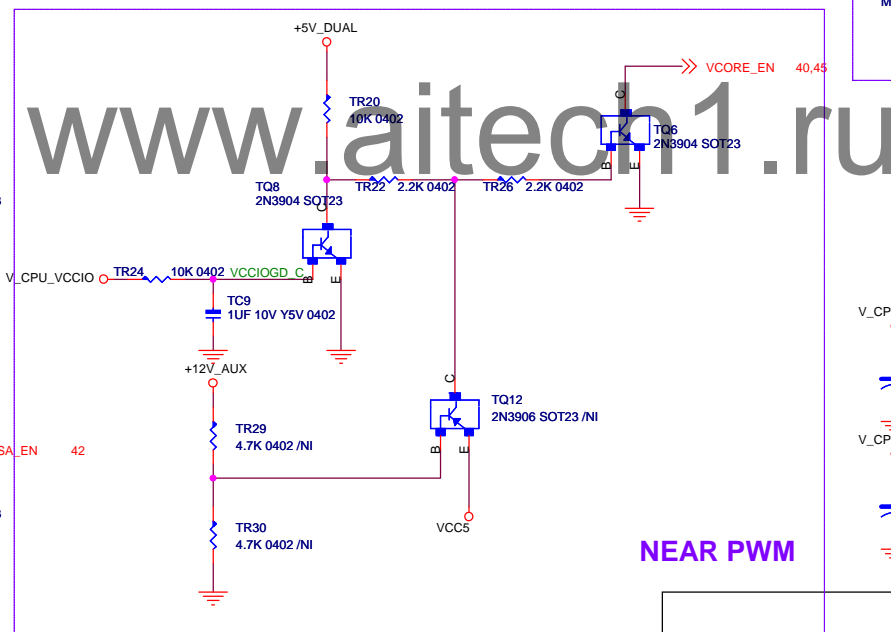 M
+5V_DUAL
VCORE_EN 40,45
TR20
10K 0402
www.aitech1.ru
C
TQ6
2N3904 SOT23
B
E
TQ8
2N3904 SOT23
TR22 2.2K 0402
TR26 2.2K 0402
C
V_CPU_VCCIO
TR24 10K 0402
VCCIOGD_C
B
E
TC9
1UF 10V Y5V 0402
V_CP
+12V_AUX
C
TQ12
2N3906 SOT23 /NI
TR29
4.7K 0402 /NI
B
E
V_CP
SA_EN 42
VCC5
TR30
4.7K 0402 /NI
NEAR PWM